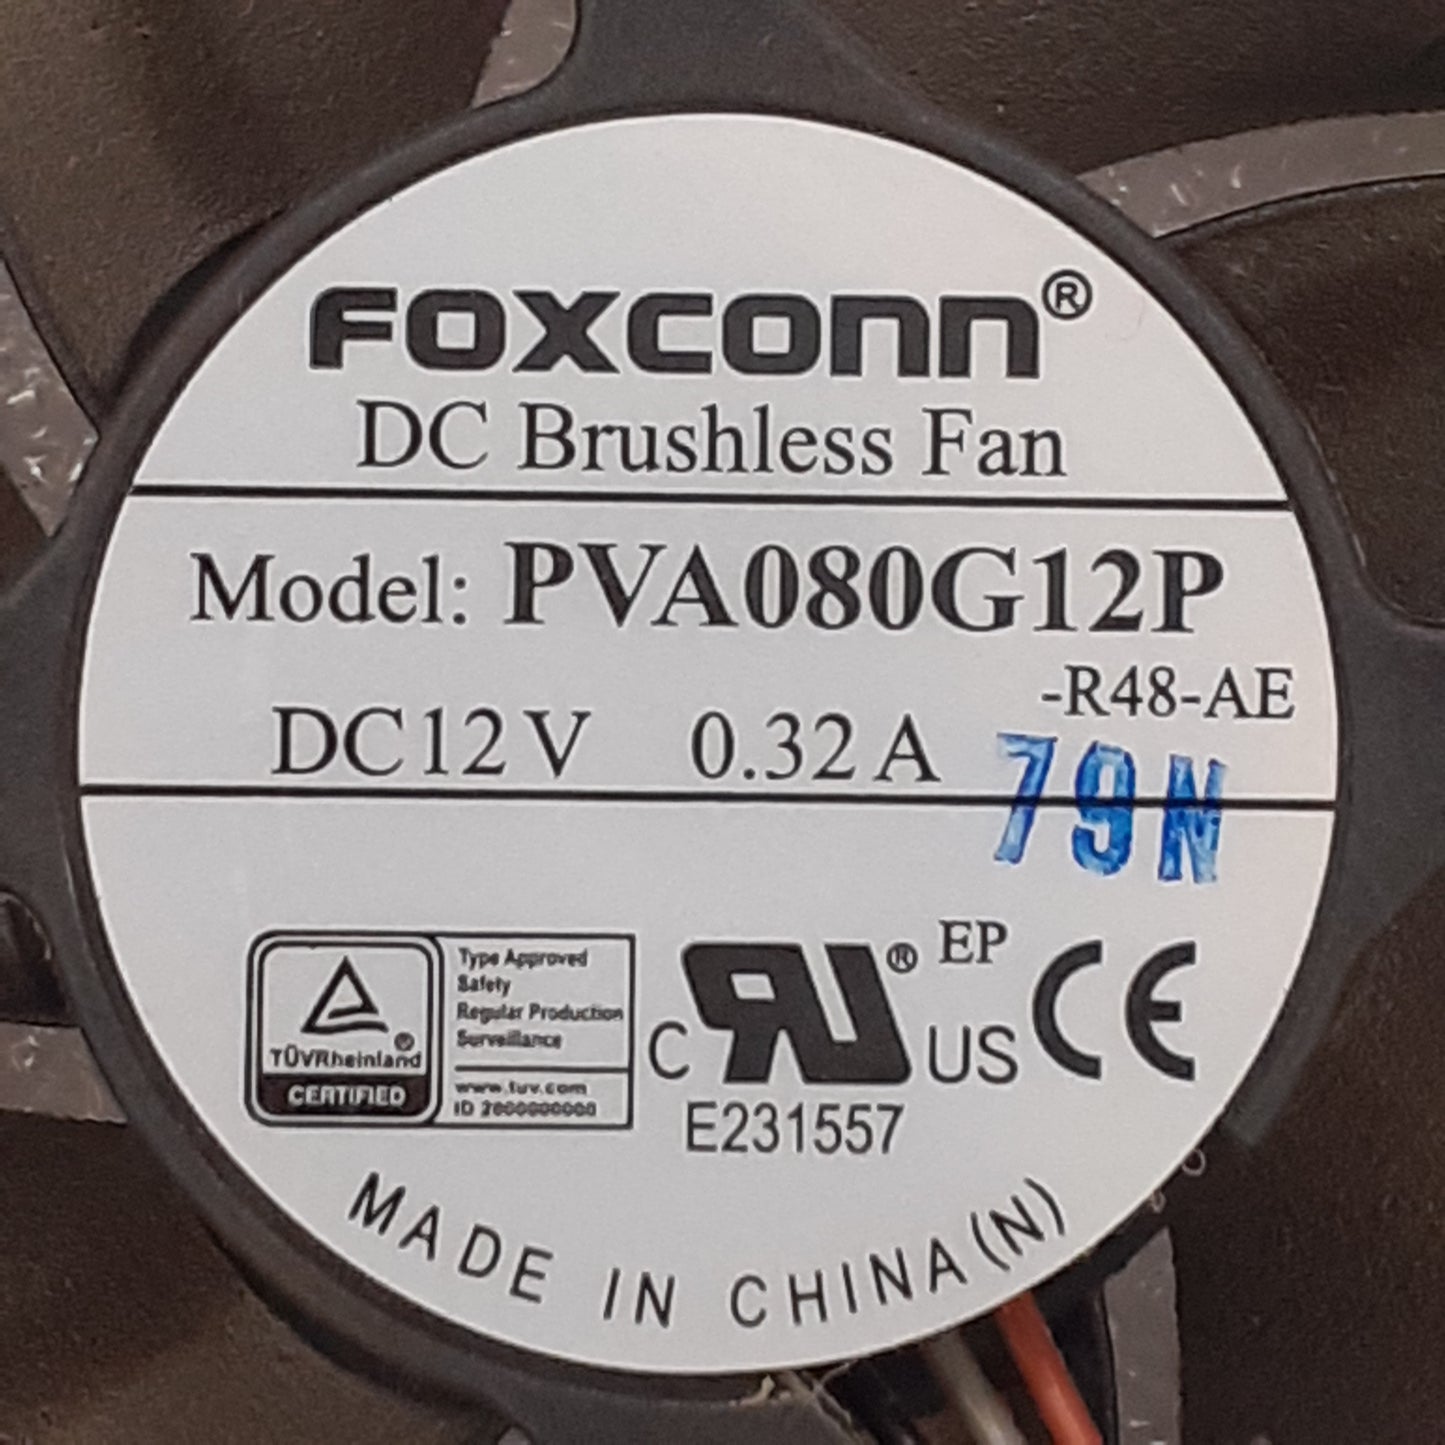 FOXCONN®
DC Brushless Fan
Model: PVA080G12P
-R48-AE
DC12V 0.32A
79N
TÜVRheinland®
CERTIFIED
Type Approved
Safety
Regular Production
Surveillance
www.tuv.com
ID 2000000000
C RU® US
EP
CE
E231557
MADE IN CHINA(N)